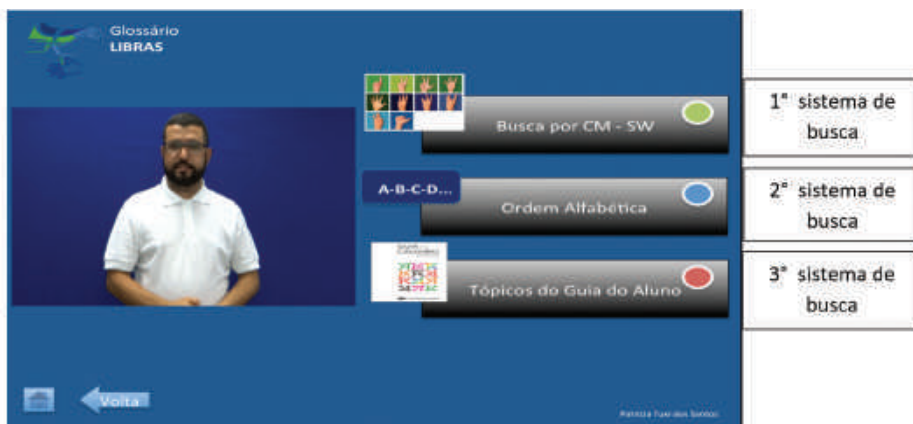 Glossário
LIBRAS
Busca por CM - SW
1° sistema de
busca
A-B-C-D...
Ordem Alfabética
2° sistema de
busca
Tópicos do Guia do Aluno
3° sistema de
busca
Volta